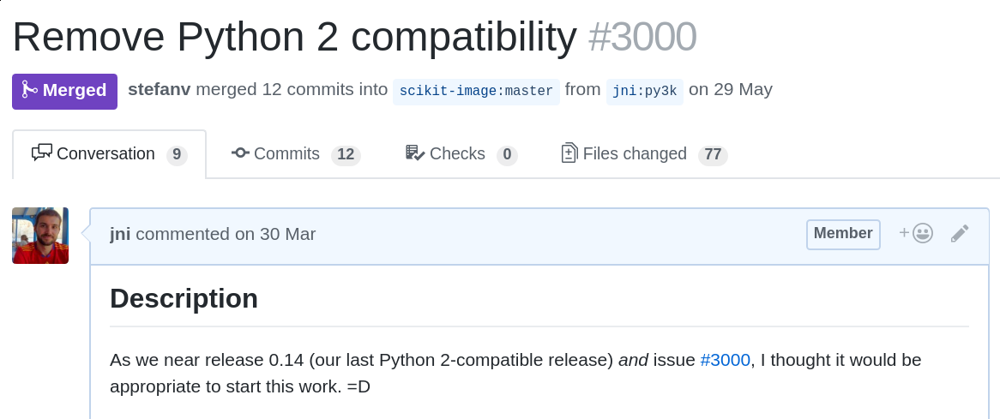 Remove Python 2 compatibility #3000
Merged stefanv merged 12 commits into scikit-image:master from jni:py3k on 29 May
Conversation 9 Commits 12 Checks 0 Files changed 77
jni commented on 30 Mar Member +
Description
As we near release 0.14 (our last Python 2-compatible release) and issue #3000, I thought it would be
appropriate to start this work. =D